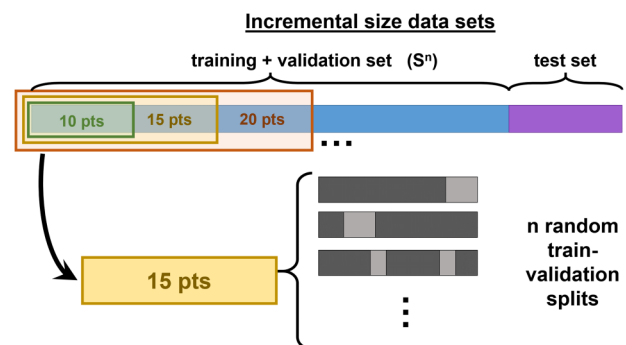 Incremental size data sets
training + validation set (Sⁿ)
test set
10 pts
15 pts
20 pts
...
15 pts
n random
train-
validation
splits